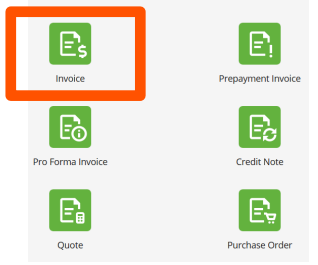 Invoice
Prepayment Invoice
Pro Forma Invoice
Credit Note
Quote
Purchase Order